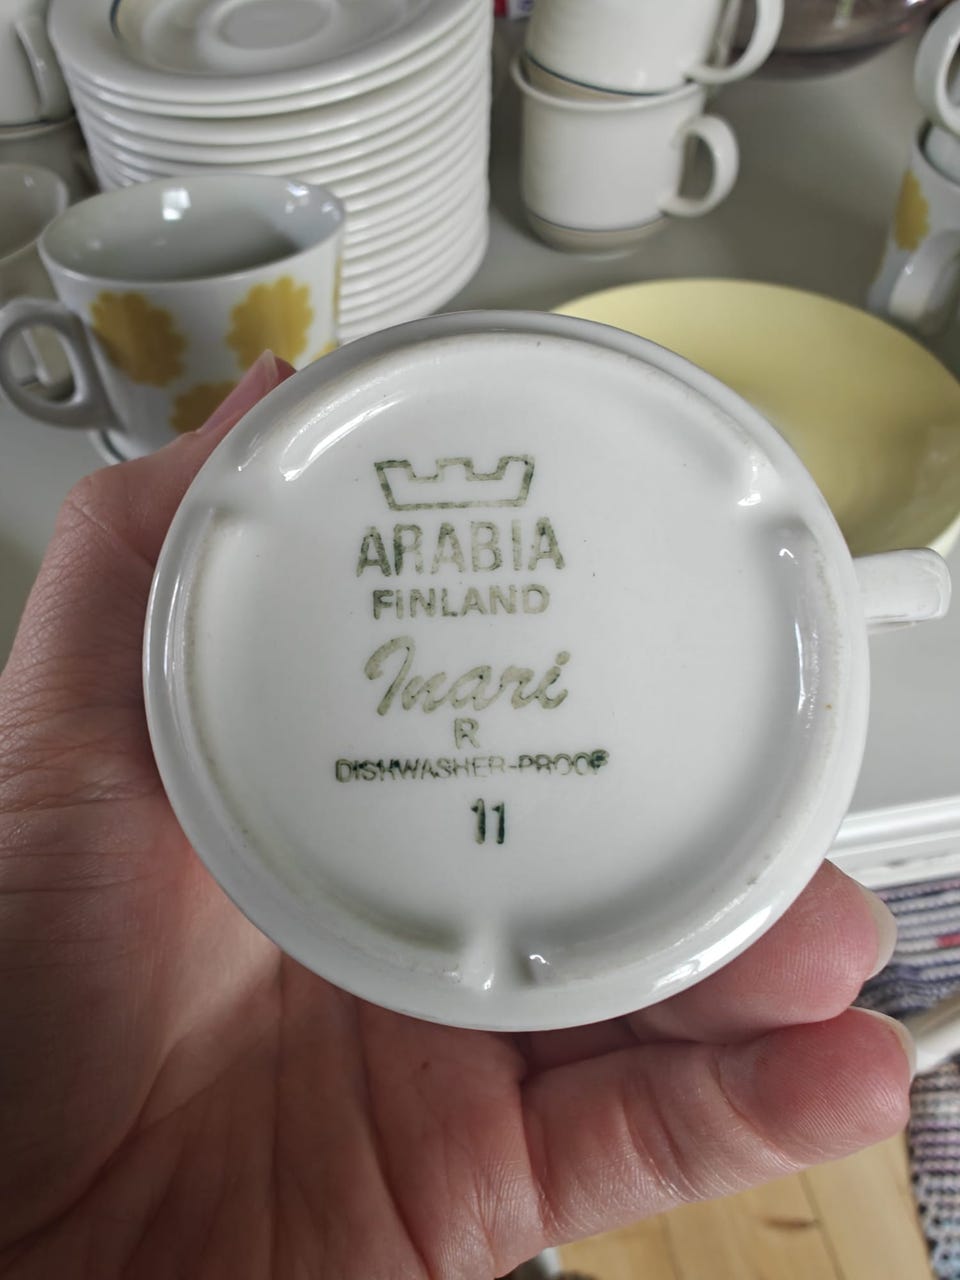 ARABIA
FINLAND
Inari
R
DISHWASHER-PROOF
11